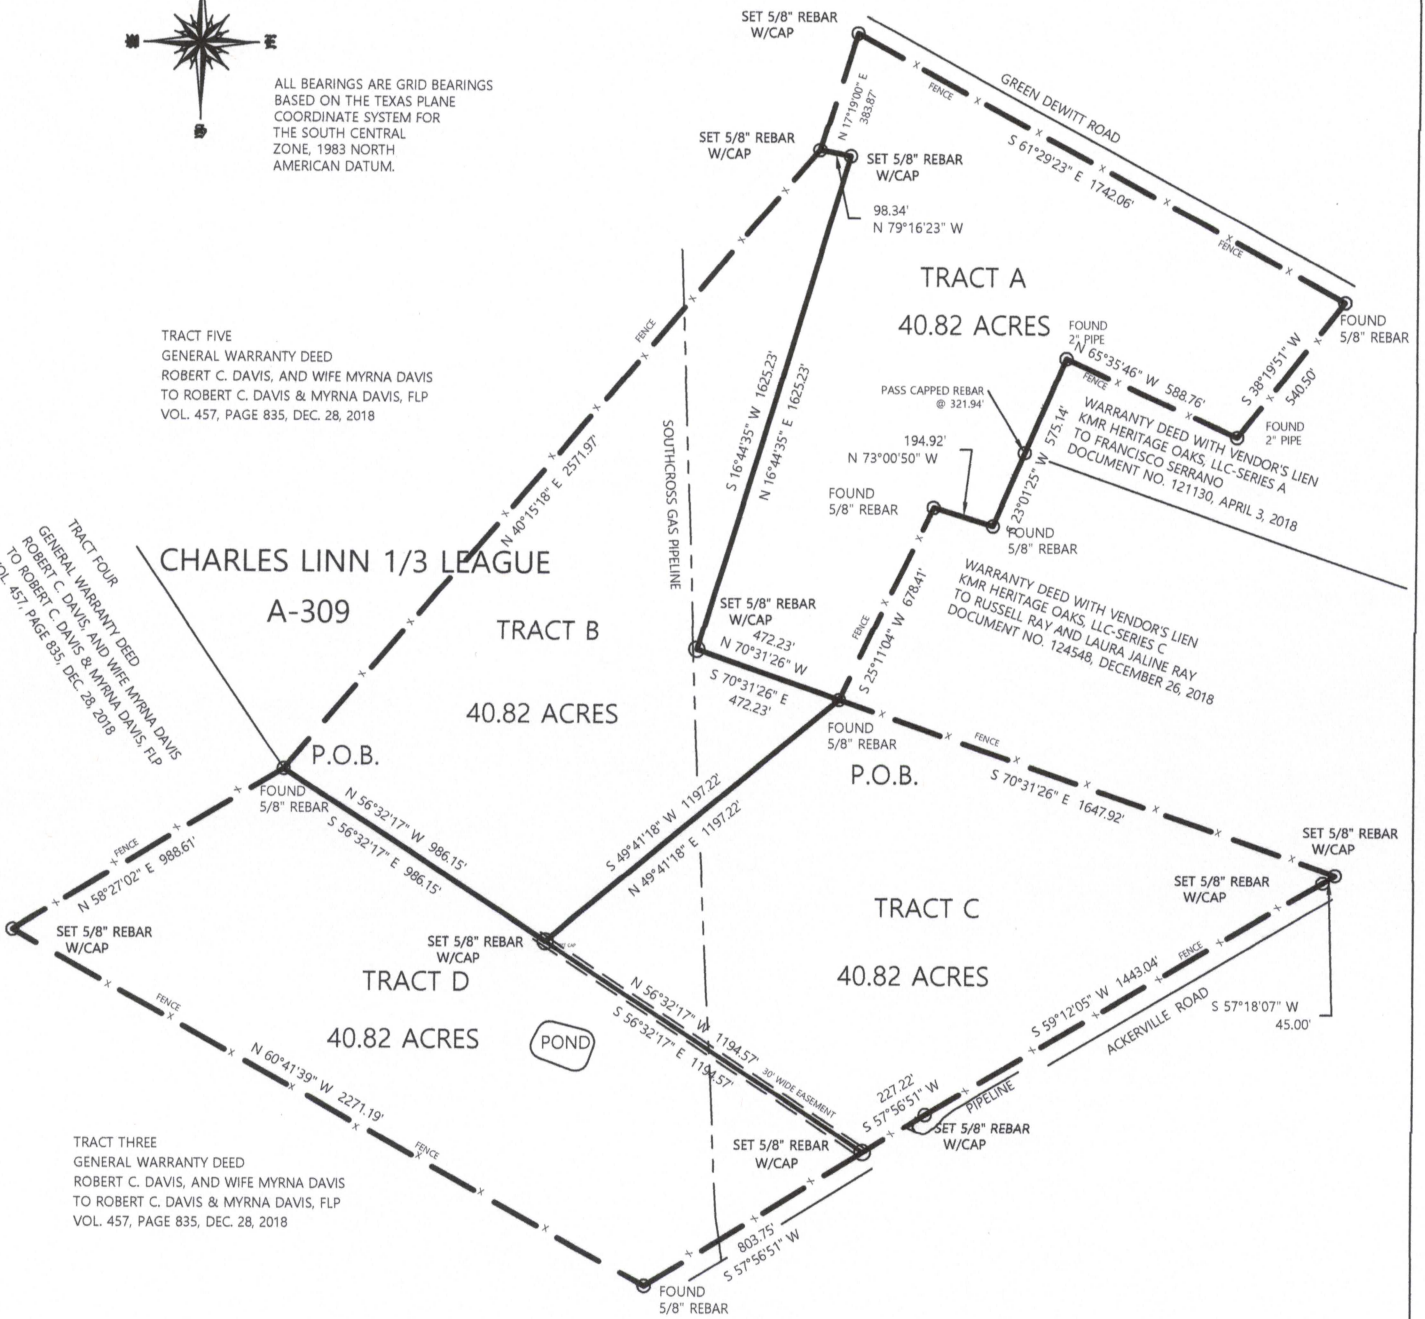 SET 5/8" REBAR
W/CAP
ALL BEARINGS ARE GRID BEARINGS
BASED ON THE TEXAS PLANE
COORDINATE SYSTEM FOR
THE SOUTH CENTRAL
ZONE, 1983 NORTH
AMERICAN DATUM.
GREEN DEWITT ROAD
FENCE
S 61°29'23" E 1742.06'
FENCE
N 17°19'00" E
383.87'
SET 5/8" REBAR
W/CAP
SET 5/8" REBAR
W/CAP
98.34'
N 79°16'23" W
TRACT A
40.82 ACRES
FOUND
5/8" REBAR
S 38°19'51" W
540.50'
FOUND
2" PIPE
N 65°35'46" W 588.76'
FENCE
FOUND
2" PIPE
PASS CAPPED REBAR
@ 321.94'
S 23°01'25" W 575.14'
WARRANTY DEED WITH VENDOR'S LIEN
KMR HERITAGE OAKS, LLC-SERIES A
TO FRANCISCO SERRANO
DOCUMENT NO. 121130, APRIL 3, 2018
194.92'
N 73°00'50" W
FOUND
5/8" REBAR
FOUND
5/8" REBAR
WARRANTY DEED WITH VENDOR'S LIEN
KMR HERITAGE OAKS, LLC-SERIES C
TO RUSSELL RAY AND LAURA JALINE RAY
DOCUMENT NO. 124548, DECEMBER 26, 2018
FENCE
S 25°11'04" W 678.41'
TRACT FIVE
GENERAL WARRANTY DEED
ROBERT C. DAVIS, AND WIFE MYRNA DAVIS
TO ROBERT C. DAVIS & MYRNA DAVIS, FLP
VOL. 457, PAGE 835, DEC. 28, 2018
FENCE
N 40°15'18" E 2571.97'
SOUTHCROSS GAS PIPELINE
S 16°44'35" W 1625.23'
N 16°44'35" E 1625.23'
TRACT FOUR
GENERAL WARRANTY DEED
ROBERT C. DAVIS, AND WIFE MYRNA DAVIS
TO ROBERT C. DAVIS & MYRNA DAVIS, FLP
VOL. 457, PAGE 835, DEC. 28, 2018
CHARLES LINN 1/3 LEAGUE
A-309
TRACT B
40.82 ACRES
SET 5/8" REBAR
W/CAP
472.23'
N 70°31'26" W
S 70°31'26" E
472.23'
FOUND
5/8" REBAR
P.O.B.
FENCE
S 70°31'26" E 1647.92'
P.O.B.
FOUND
5/8" REBAR
N 56°32'17" W 986.15'
S 56°32'17" E 986.15'
S 49°41'18" W 1197.22'
N 49°41'18" E 1197.22'
SET 5/8" REBAR
W/CAP
SET 5/8" REBAR
W/CAP
FENCE
N 58°27'02" E 988.61'
SET 5/8" REBAR
W/CAP
SET 5/8" REBAR
W/CAP
TRACT C
40.82 ACRES
FENCE
S 59°12'05" W 1443.04'
ACKERVILLE ROAD
S 57°18'07" W
45.00'
TRACT D
40.82 ACRES
POND
FENCE
N 60°41'39" W 2271.19'
FENCE
N 56°32'17" W 1194.57'
S 56°32'17" E 1194.57'
30' WIDE EASEMENT
227.22'
S 57°56'51" W
PIPELINE
SET 5/8" REBAR
W/CAP
SET 5/8" REBAR
W/CAP
TRACT THREE
GENERAL WARRANTY DEED
ROBERT C. DAVIS, AND WIFE MYRNA DAVIS
TO ROBERT C. DAVIS & MYRNA DAVIS, FLP
VOL. 457, PAGE 835, DEC. 28, 2018
803.75'
S 57°56'51" W
FOUND
5/8" REBAR